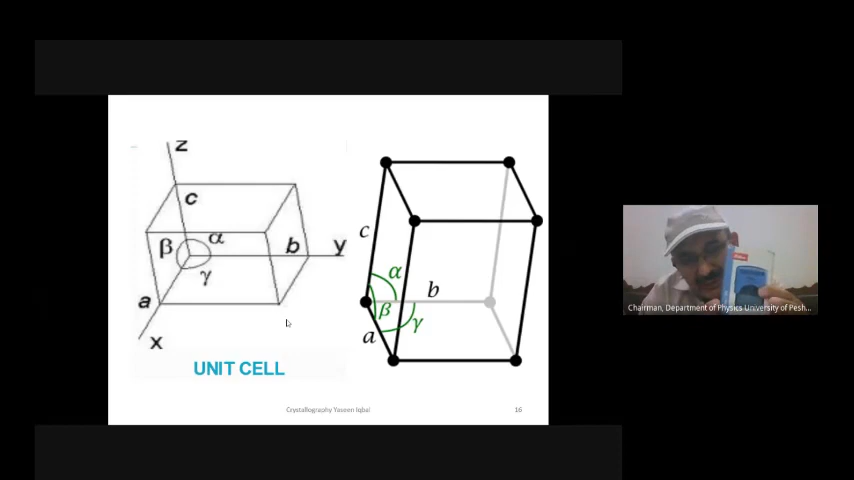 z
c
β α b y
γ
a
x
UNIT CELL
c
α
b
β
γ
a
Crystallography Yaseen Iqbal
16
Chairman, Department of Physics University of Pesh...